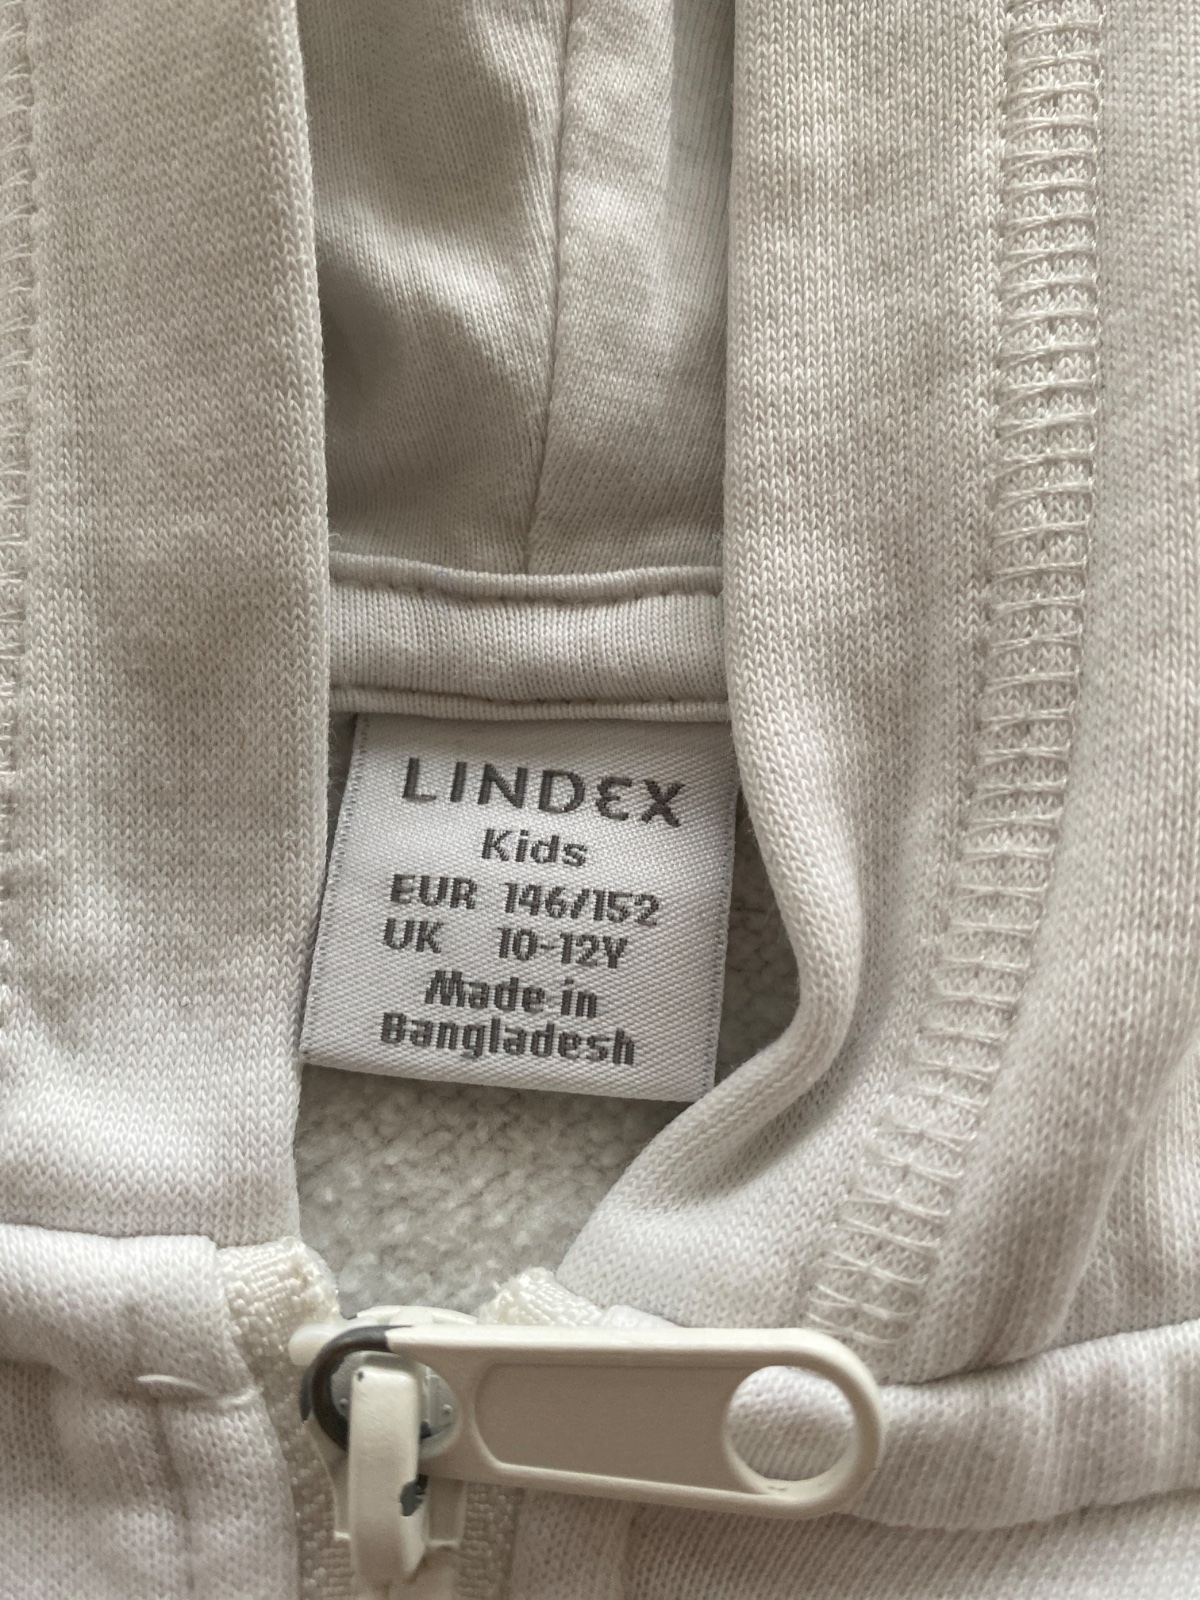 LINDEX
Kids
EUR 146/152
UK 10-12Y
Made in
Bangladesh